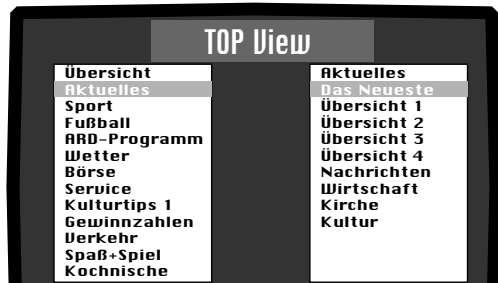 TOP View
Übersicht
Aktuelles
Sport
Fußball
ARD-Programm
Wetter
Börse
Service
Kulturtips 1
Gewinnzahlen
Verkehr
Spaß+Spiel
Kochnische
Aktuelles
Das Neueste
Übersicht 1
Übersicht 2
Übersicht 3
Übersicht 4
Nachrichten
Wirtschaft
Kirche
Kultur